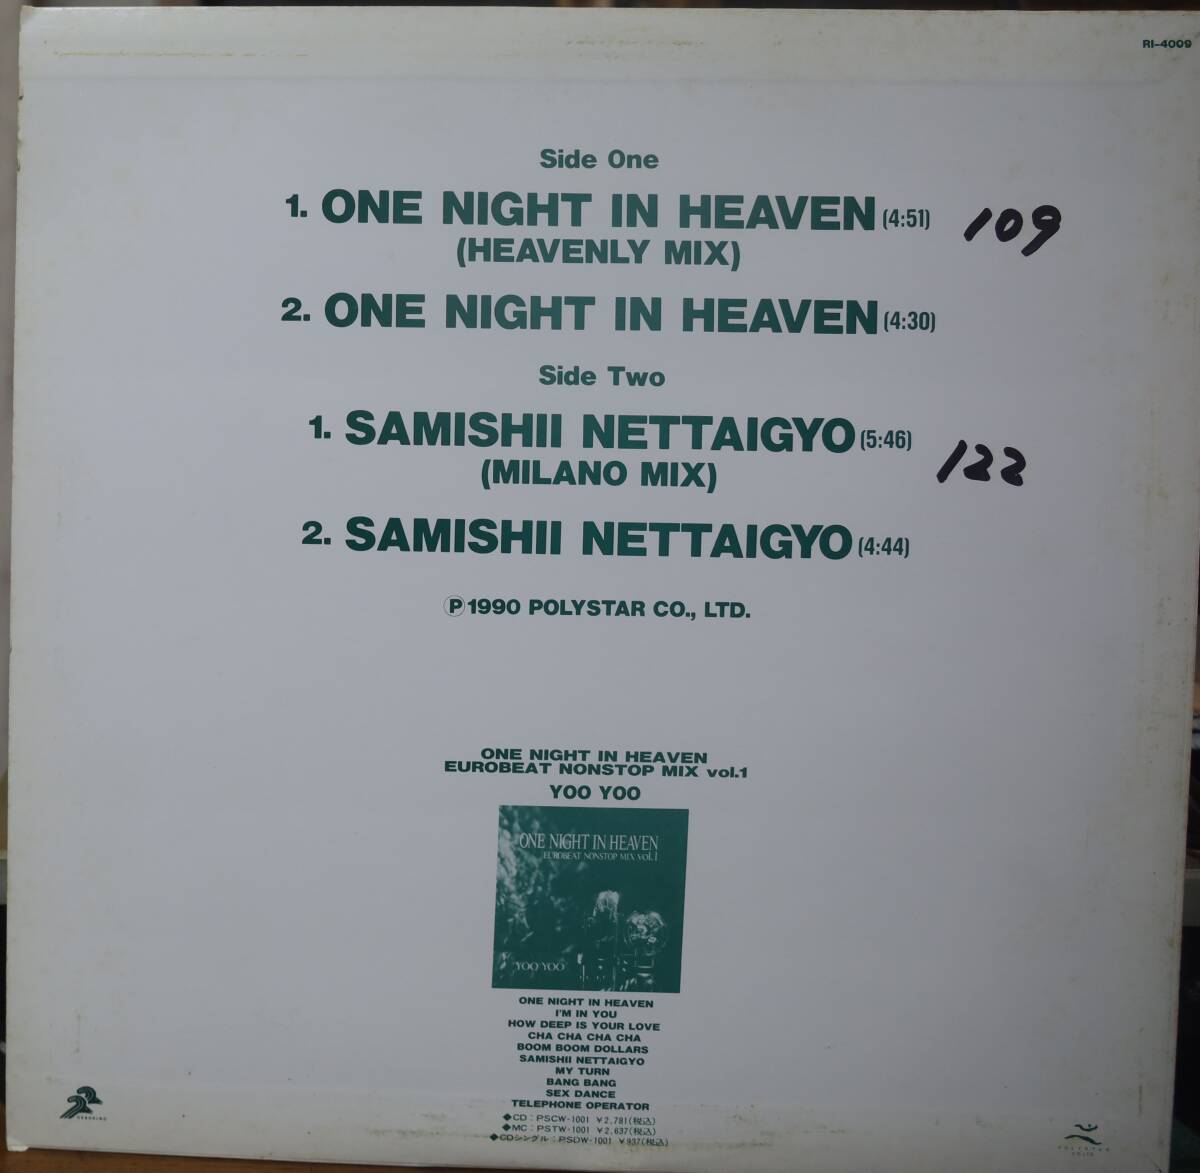 RI-4009
Side One
1. ONE NIGHT IN HEAVEN (4:51) 109
(HEAVENLY MIX)
2. ONE NIGHT IN HEAVEN (4:30)
Side Two
1. SAMISHII NETTAIGYO (5:46) 122
(MILANO MIX)
2. SAMISHII NETTAIGYO (4:44)
Ⓟ1990 POLYSTAR CO., LTD.
ONE NIGHT IN HEAVEN
EUROBEAT NONSTOP MIX vol.1
YOO YOO
ONE NIGHT IN HEAVEN
EUROBEAT NONSTOP MIX vol.1
YOO YOO
ONE NIGHT IN HEAVEN
I'M IN YOU
HOW DEEP IS YOUR LOVE
CHA CHA CHA CHA
BOOM BOOM DOLLARS
SAMISHII NETTAIGYO
MY TURN
BANG BANG
SEX DANCE
TELEPHONE OPERATOR
◆CD：PSCW-1001 ¥2,781(税込)
◆MC：PSTW-1001 ¥2,637(税込)
◆CDシングル：PSDW-1001 ¥937(税込)
POLYSTAR
CO.,LTD.